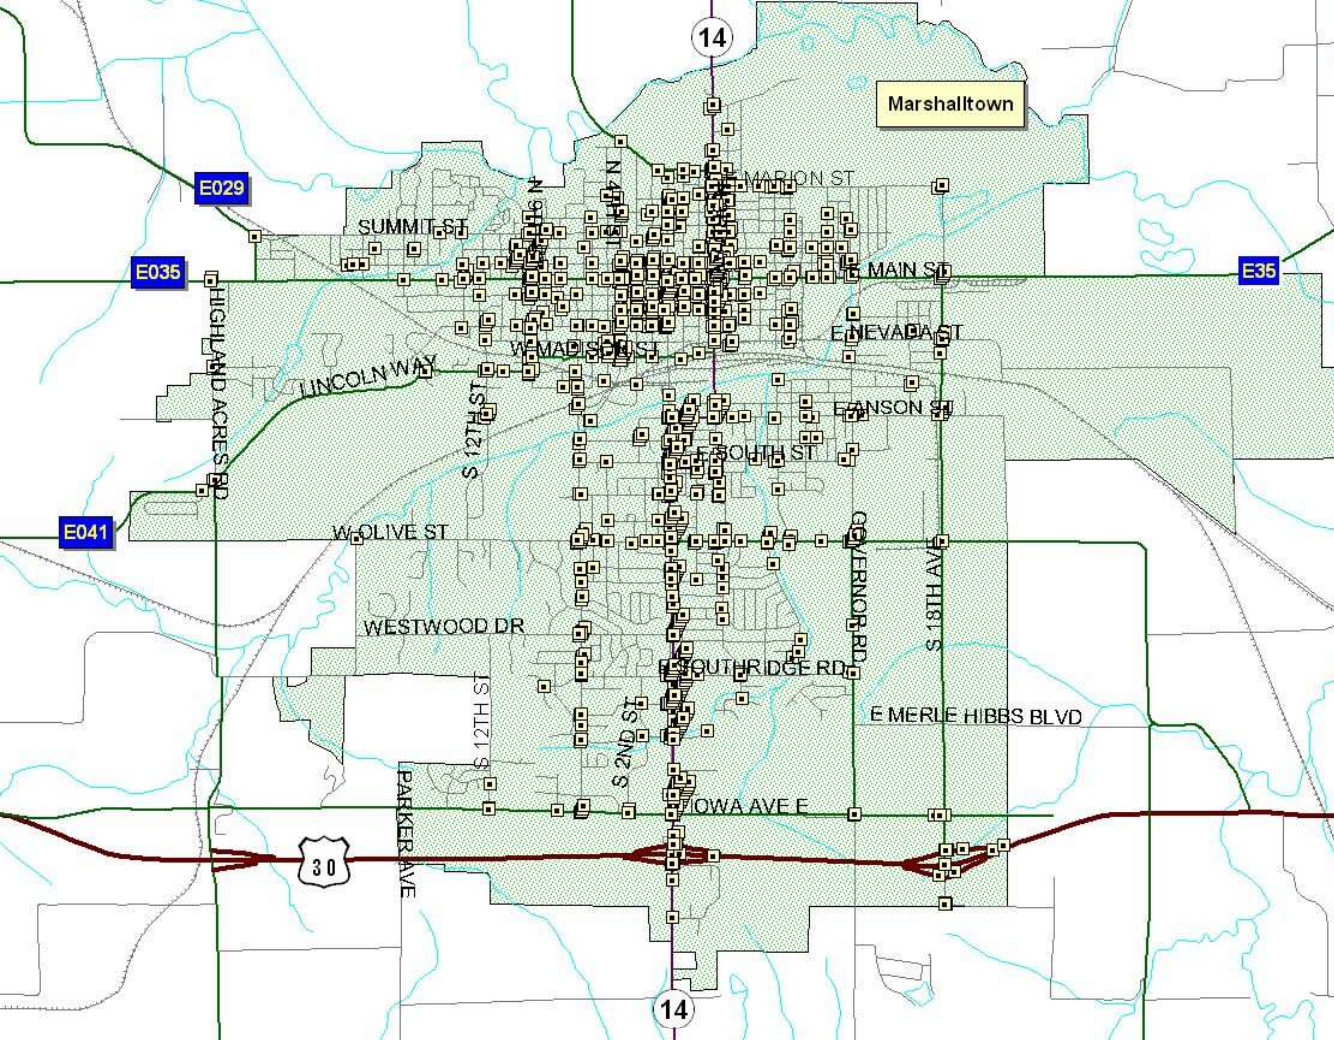 14
Marshalltown
E MARION ST
E029
SUMMIT ST
E035
E MAIN ST
E35
E NEVADA ST
W MADISON ST
LINCOLN WAY
HIGHLAND ACRES RD
S 12TH ST
E ANSON ST
E SOUTH ST
E041
W OLIVE ST
GOVERNOR RD
S 18TH AVE
WESTWOOD DR
E SOUTHRIDGE RD
S 12TH ST
S 2ND ST
E MERLE HIBBS BLVD
PARKER AVE
IOWA AVE E
30
14